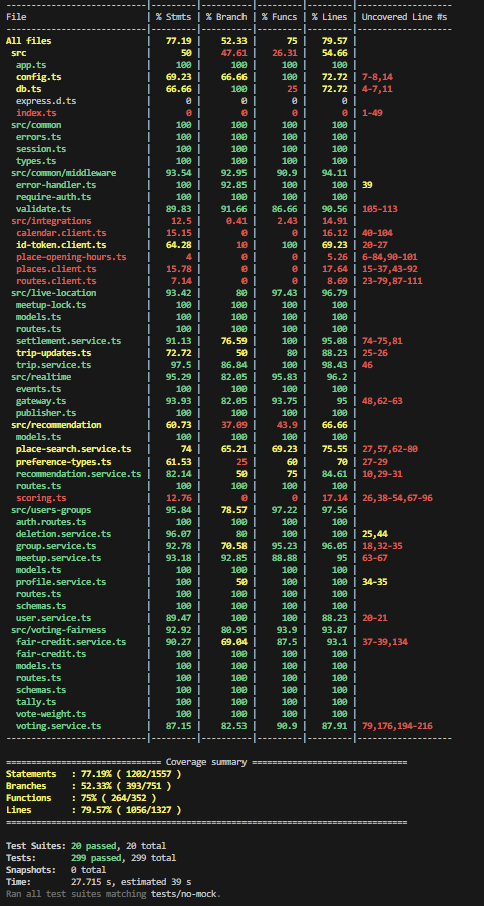 ---------------------------|---------|----------|---------|---------|-------------------
File                       | % Stmts | % Branch | % Funcs | % Lines | Uncovered Line #s
---------------------------|---------|----------|---------|---------|-------------------
All files                  |   77.19 |    52.33 |      75 |   79.57 |
 src                       |      50 |    47.61 |   26.31 |   54.66 |
  app.ts                   |     100 |      100 |     100 |     100 |
  config.ts                |   69.23 |    66.66 |     100 |   72.72 | 7-8,14
  db.ts                    |   66.66 |      100 |      25 |   72.72 | 4-7,11
  express.d.ts             |       0 |        0 |       0 |       0 |
  index.ts                 |       0 |        0 |       0 |       0 | 1-49
 src/common                |     100 |      100 |     100 |     100 |
  errors.ts                |     100 |      100 |     100 |     100 |
  session.ts               |     100 |      100 |     100 |     100 |
  types.ts                 |     100 |      100 |     100 |     100 |
 src/common/middleware     |   93.54 |    92.95 |    90.9 |   94.11 |
  error-handler.ts         |     100 |    92.85 |     100 |     100 | 39
  require-auth.ts          |     100 |      100 |     100 |     100 |
  validate.ts              |   89.83 |    91.66 |   86.66 |   90.56 | 105-113
 src/integrations          |    12.5 |     0.41 |    2.43 |   14.91 |
  calendar.client.ts       |   15.15 |        0 |       0 |   16.12 | 40-104
  id-token.client.ts       |   64.28 |       10 |     100 |   69.23 | 20-27
  place-opening-hours.ts   |       4 |        0 |       0 |    5.26 | 6-84,90-101
  places.client.ts         |   15.78 |        0 |       0 |   17.64 | 15-37,43-92
  routes.client.ts         |    7.14 |        0 |       0 |    8.69 | 23-79,87-111
 src/live-location         |   93.42 |       80 |   97.43 |   96.79 |
  meetup-lock.ts           |     100 |      100 |     100 |     100 |
  models.ts                |     100 |      100 |     100 |     100 |
  routes.ts                |     100 |      100 |     100 |     100 |
  settlement.service.ts    |   91.13 |    76.59 |     100 |   95.08 | 74-75,81
  trip-updates.ts          |   72.72 |       50 |      80 |   88.23 | 25-26
  trip.service.ts          |    97.5 |    86.84 |     100 |   98.43 | 46
 src/realtime              |   95.29 |    82.05 |   95.83 |    96.2 |
  events.ts                |     100 |      100 |     100 |     100 |
  gateway.ts               |   93.93 |    82.05 |   93.75 |      95 | 48,62-63
  publisher.ts             |     100 |      100 |     100 |     100 |
 src/recommendation        |   60.73 |    37.09 |    43.9 |   66.66 |
  models.ts                |     100 |      100 |     100 |     100 |
  place-search.service.ts  |      74 |    65.21 |   69.23 |   75.55 | 27,57,62-80
  preference-types.ts      |   61.53 |       25 |      60 |      70 | 27-29
  recommendation.service.ts |   82.14 |       50 |      75 |   84.61 | 10,29-31
  routes.ts                |     100 |      100 |     100 |     100 |
  scoring.ts               |   12.76 |        0 |       0 |   17.14 | 26,38-54,67-96
 src/users-groups          |   95.84 |    78.57 |   97.22 |   97.56 |
  auth.routes.ts           |     100 |      100 |     100 |     100 |
  deletion.service.ts      |   96.07 |       80 |     100 |     100 | 25,44
  group.service.ts         |   92.78 |    70.58 |   95.23 |   96.05 | 18,32-35
  meetup.service.ts        |   93.18 |    92.85 |   88.88 |      95 | 63-67
  models.ts                |     100 |      100 |     100 |     100 |
  profile.service.ts       |     100 |       50 |     100 |     100 | 34-35
  routes.ts                |     100 |      100 |     100 |     100 |
  schemas.ts               |     100 |      100 |     100 |     100 |
  user.service.ts          |   89.47 |      100 |     100 |   88.23 | 20-21
 src/voting-fairness       |   92.92 |    80.95 |    93.9 |   93.87 |
  fair-credit.service.ts   |   90.27 |    69.04 |    87.5 |    93.1 | 37-39,134
  fair-credit.ts           |     100 |      100 |     100 |     100 |
  models.ts                |     100 |      100 |     100 |     100 |
  routes.ts                |     100 |      100 |     100 |     100 |
  schemas.ts               |     100 |      100 |     100 |     100 |
  tally.ts                 |     100 |      100 |     100 |     100 |
  vote-weight.ts           |     100 |      100 |     100 |     100 |
  voting.service.ts        |   87.15 |    82.53 |    90.9 |   87.91 | 79,176,194-216
---------------------------|---------|----------|---------|---------|-------------------
=============================== Coverage summary ===============================
Statements   : 77.19% ( 1202/1557 )
Branches     : 52.33% ( 393/751 )
Functions    : 75% ( 264/352 )
Lines        : 79.57% ( 1056/1327 )
================================================================================
Test Suites: 20 passed, 20 total
Tests:       299 passed, 299 total
Snapshots:   0 total
Time:        27.715 s, estimated 39 s
Ran all test suites matching tests/no-mock.